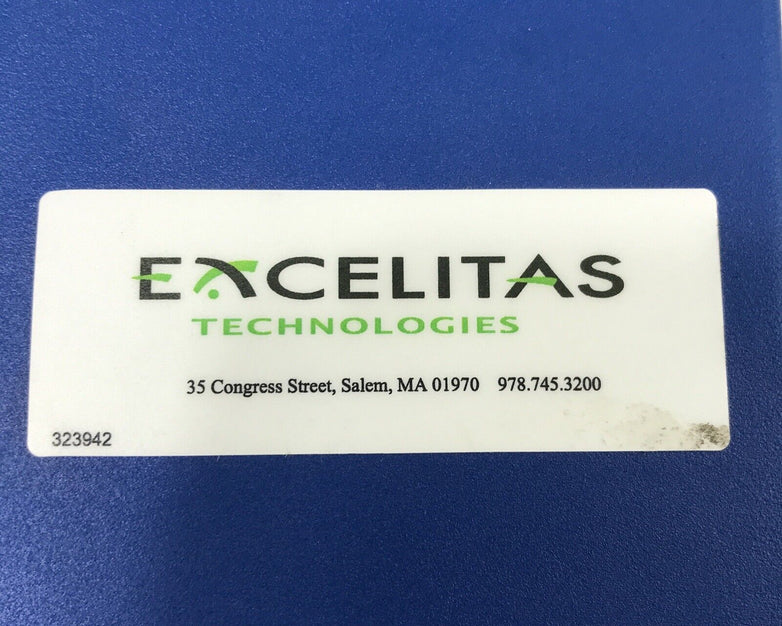 EXCELITAS
TECHNOLOGIES
35 Congress Street, Salem, MA 01970 978.745.3200
323942